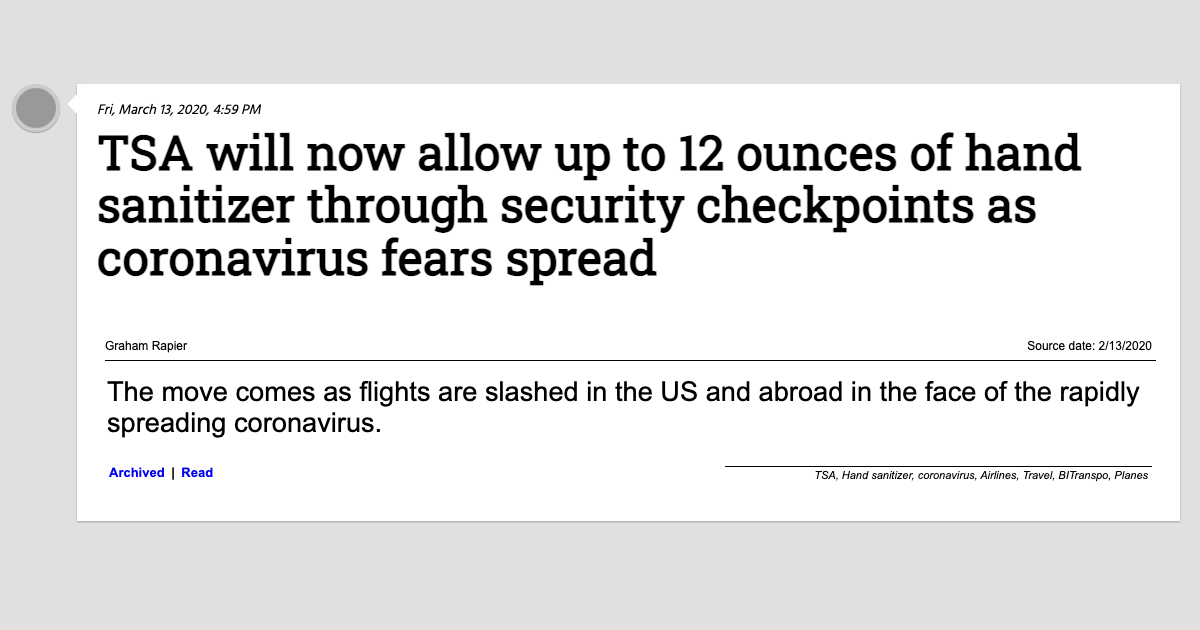 Fri, March 13, 2020, 4:59 PM
TSA will now allow up to 12 ounces of hand
sanitizer through security checkpoints as
coronavirus fears spread
Graham Rapier
Source date: 2/13/2020
The move comes as flights are slashed in the US and abroad in the face of the rapidly
spreading coronavirus.
Archived | Read
TSA, Hand sanitizer, coronavirus, Airlines, Travel, BITranspo, Planes